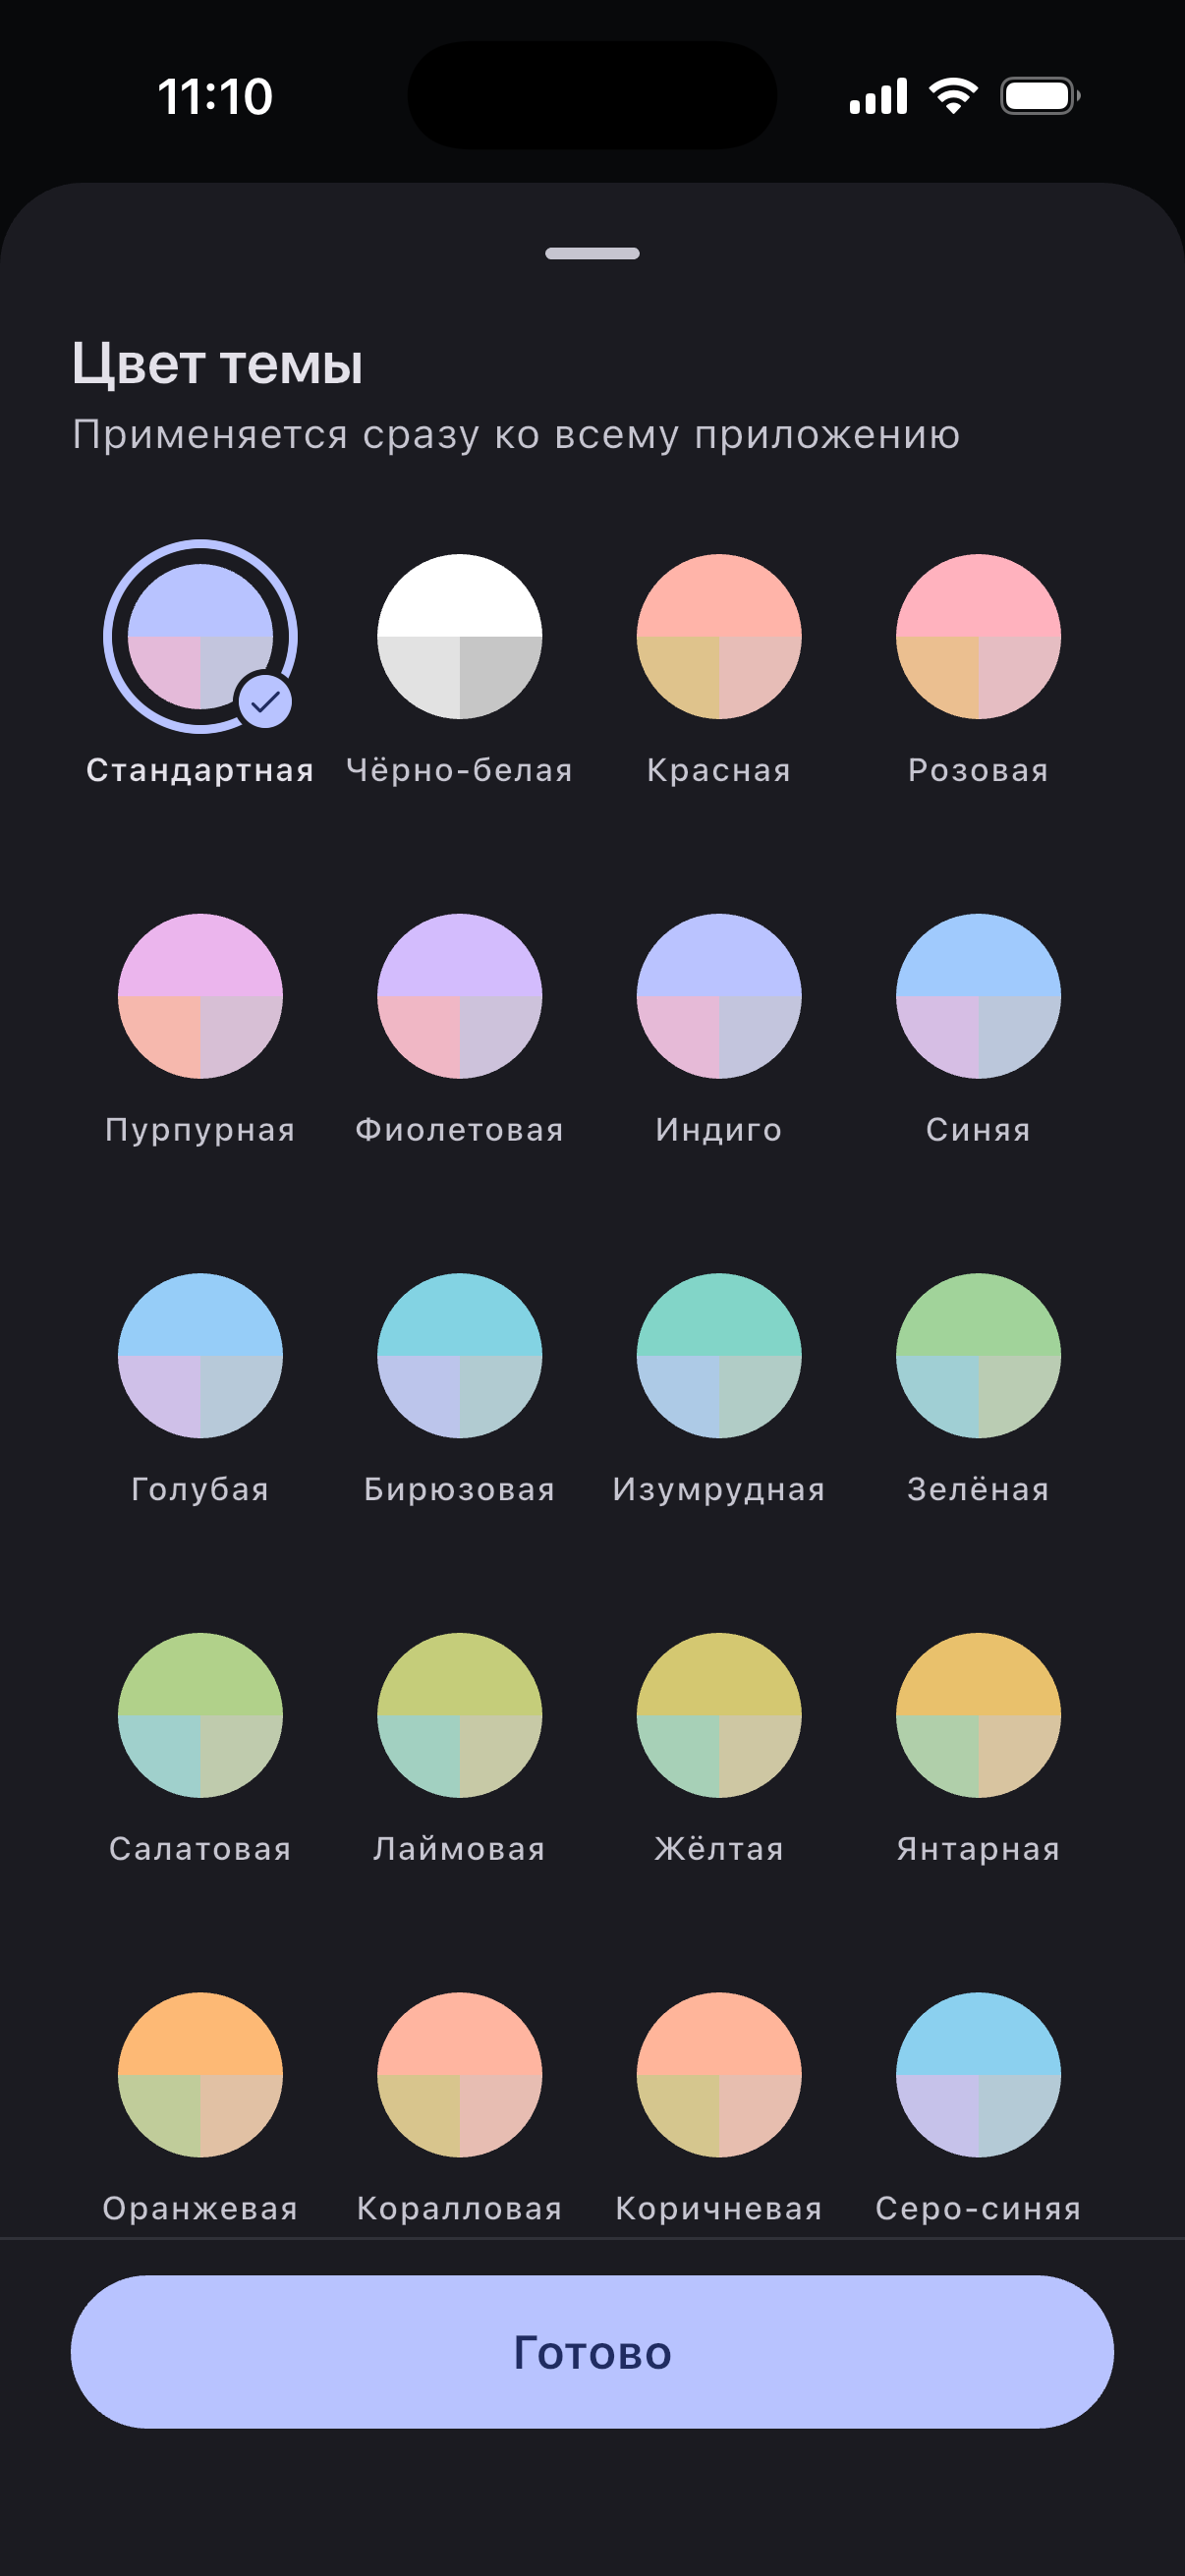 11:10
Цвет темы
Применяется сразу ко всему приложению
Стандартная Чёрно-белая Красная Розовая
Пурпурная Фиолетовая Индиго Синяя
Голубая Бирюзовая Изумрудная Зелёная
Салатовая Лаймовая Жёлтая Янтарная
Оранжевая Коралловая Коричневая Серо-синяя
Готово